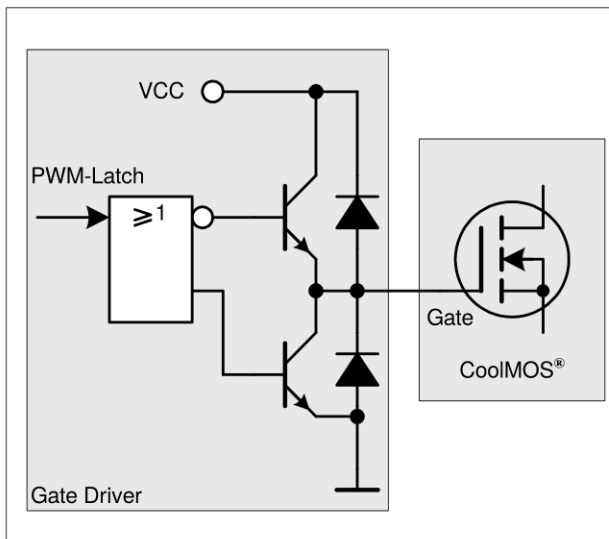 VCC
PWM-Latch
≥1
Gate
CoolMOS®
Gate Driver